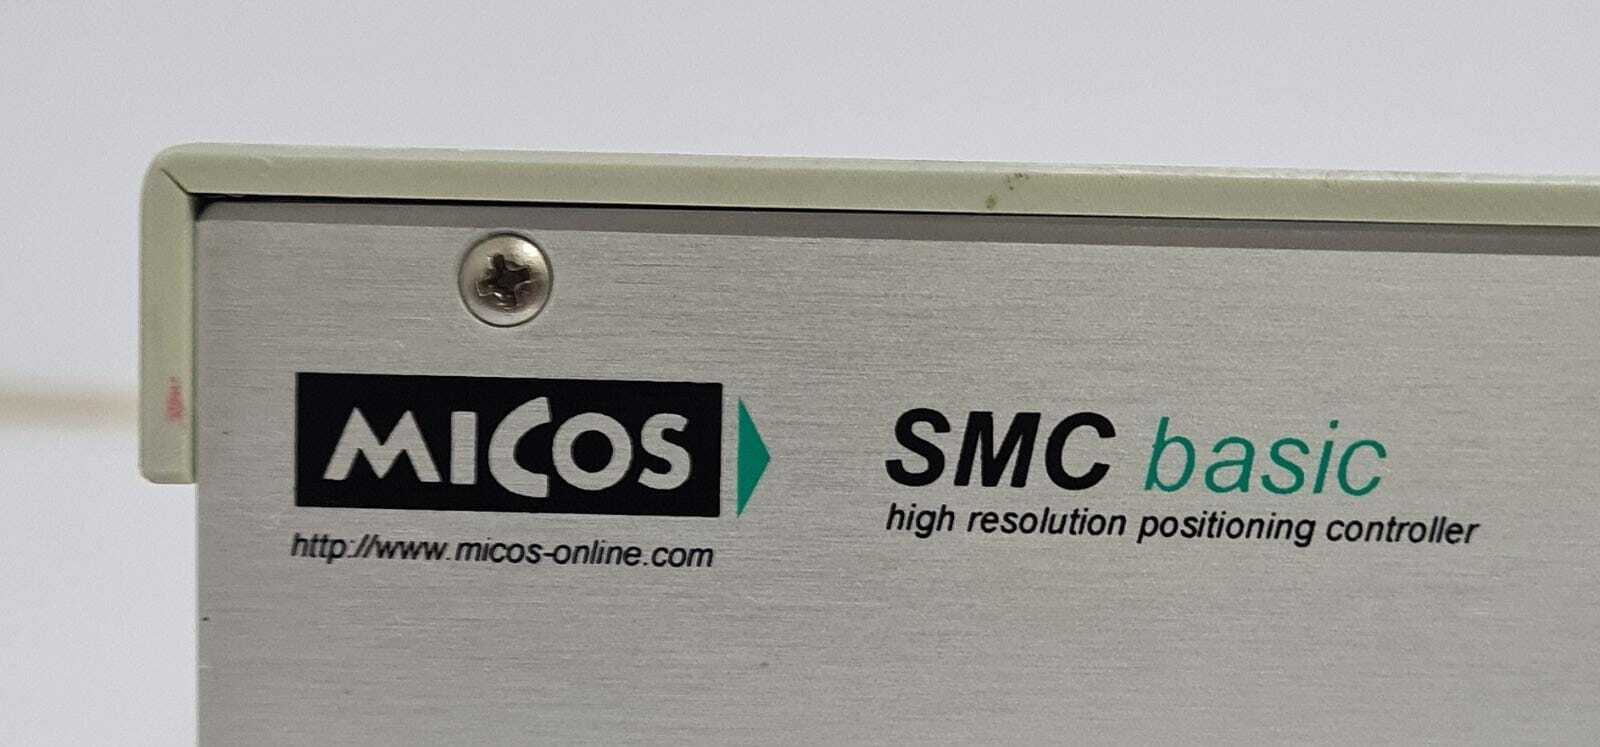 MICOS
http://www.micos-online.com
SMC basic
high resolution positioning controller